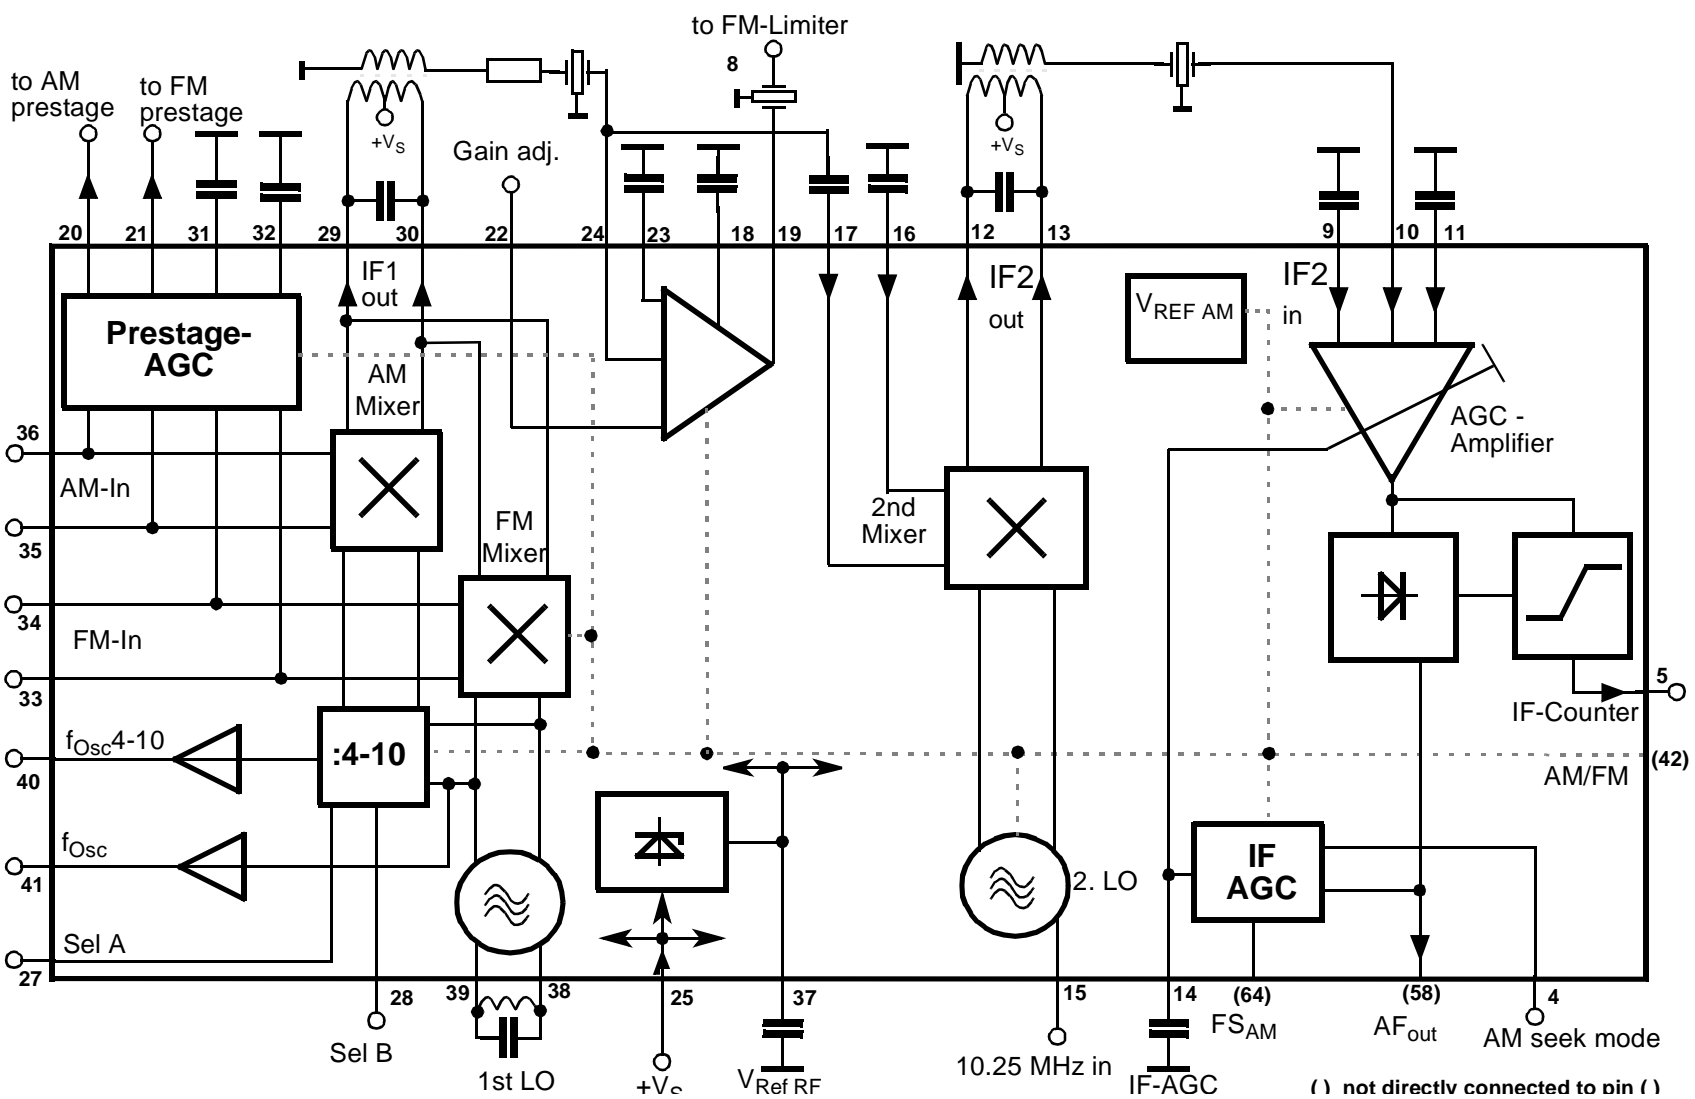 to FM-Limiter
8
to AM
prestage
to FM
prestage
+VS
Gain adj.
+VS
20 21 31 32 29 30 22 24 23 18 19 17 16 12 13 9 10 11
IF1
out
IF2
out
VREF AM
IF2
in
Prestage-
AGC
AM
Mixer
AGC -
Amplifier
36
AM-In
35
2nd
Mixer
FM
Mixer
34
FM-In
33
5
IF-Counter
fOsc4-10
40
:4-10
(42)
AM/FM
fOsc
41
IF
AGC
2. LO
Sel A
27
28 39 38 25 37 15 14 (64) (58) 4
Sel B
1st LO
+VS
VRef RF
10.25 MHz in
IF-AGC
FSAM
AFout
AM seek mode
( ) not directly connected to pin ( )